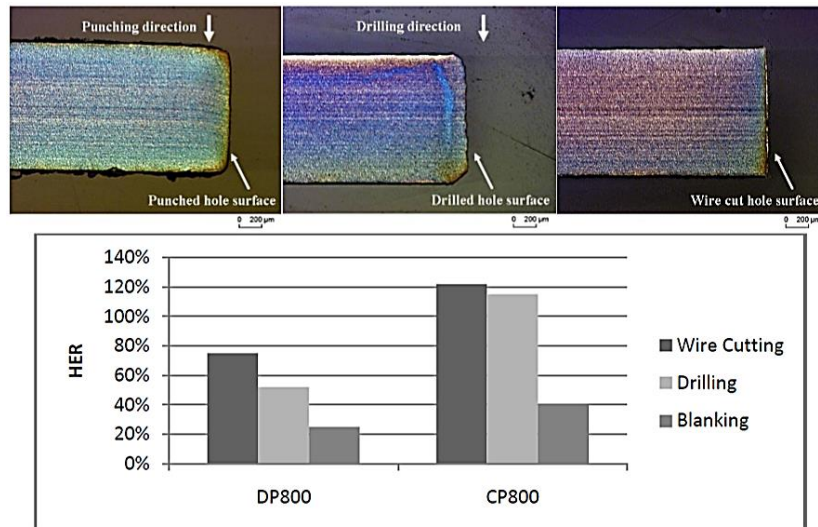 Punching direction
Punched hole surface
0 200 µm
Drilling direction
Drilled hole surface
0 200 µm
Wire cut hole surface
0 200 µm
140%
120%
100%
80%
60%
40%
20%
0%
HER
DP800
CP800
Wire Cutting
Drilling
Blanking